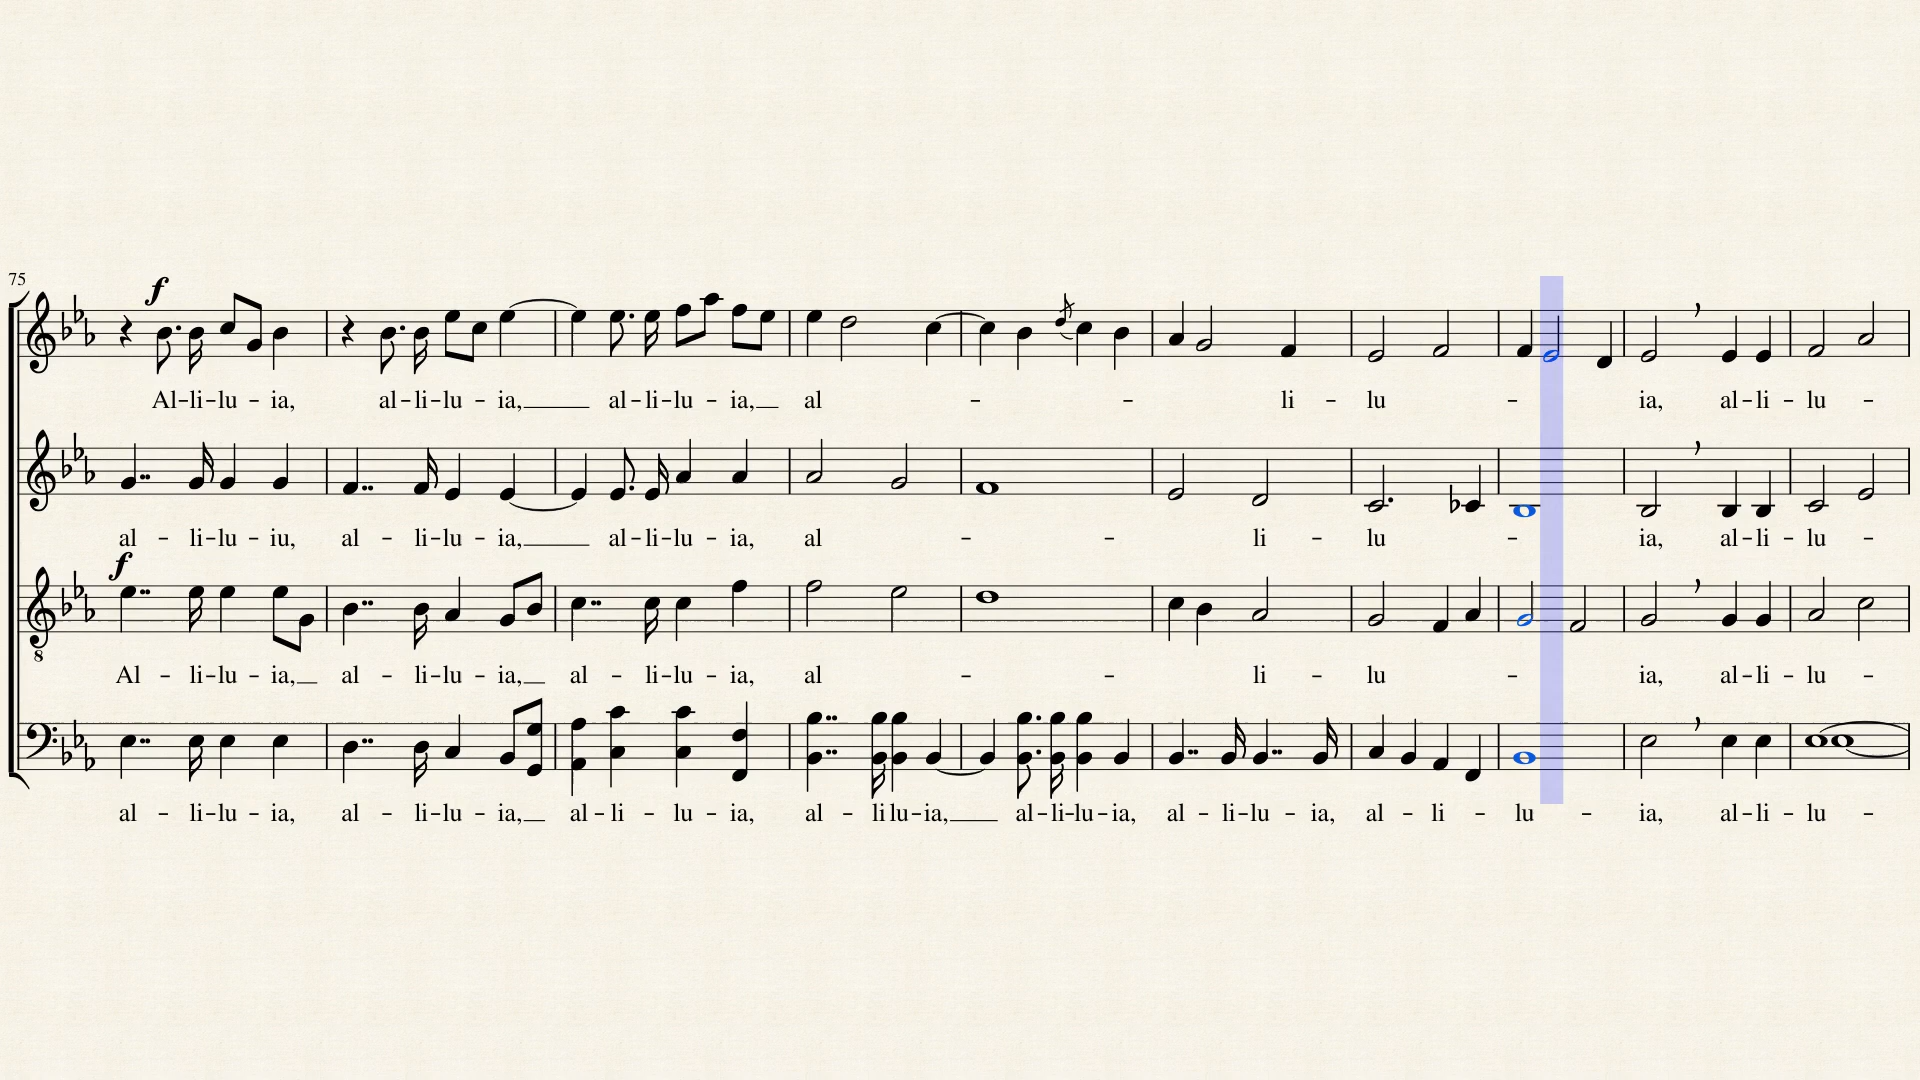 75
f
Al-li-lu - ia, al-li-lu - ia, al-li-lu - ia, al - - li - lu - ia, al-li - lu -
al - li-lu - iu, al - li-lu - ia, al-li-lu - ia, al - - li - lu - ia, al-li - lu -
f
8
Al - li-lu - ia, al - li-lu - ia, al - li-lu - ia, al - - li - lu - ia, al-li - lu -
al - li-lu - ia, al - li-lu - ia, al-li - lu - ia, al - li lu-ia, al-li-lu-ia, al - li-lu - ia, al - li - lu - ia, al-li - lu -